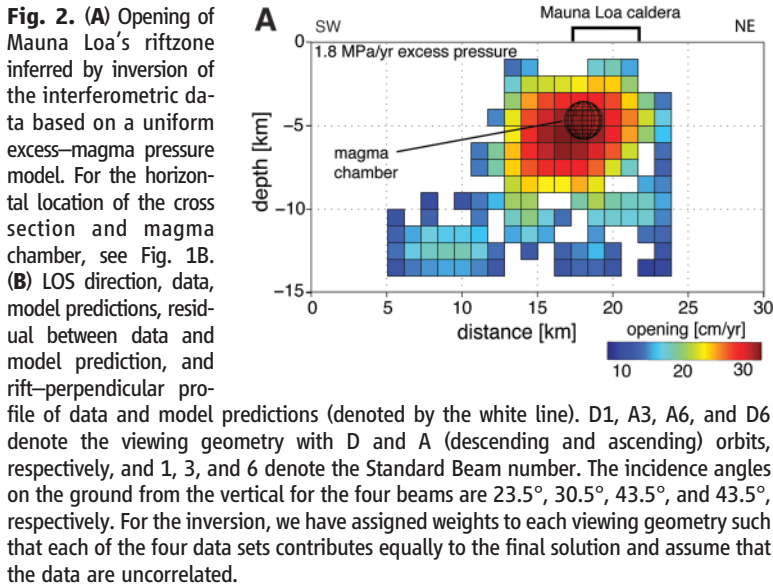 Fig. 2. (A) Opening of
Mauna Loa's riftzone
inferred by inversion of
the interferometric da-
ta based on a uniform
excess–magma pressure
model. For the horizon-
tal location of the cross
section and magma
chamber, see Fig. 1B.
(B) LOS direction, data,
model predictions, resid-
ual between data and
model prediction, and
rift–perpendicular pro-
file of data and model predictions (denoted by the white line). D1, A3, A6, and D6
denote the viewing geometry with D and A (descending and ascending) orbits,
respectively, and 1, 3, and 6 denote the Standard Beam number. The incidence angles
on the ground from the vertical for the four beams are 23.5°, 30.5°, 43.5°, and 43.5°,
respectively. For the inversion, we have assigned weights to each viewing geometry such
that each of the four data sets contributes equally to the final solution and assume that
the data are uncorrelated.
A
SW
Mauna Loa caldera
NE
1.8 MPa/yr excess pressure
magma
chamber
depth [km]
0
−5
−10
−15
0 5 10 15 20 25 30
distance [km]
opening [cm/yr]
10 20 30